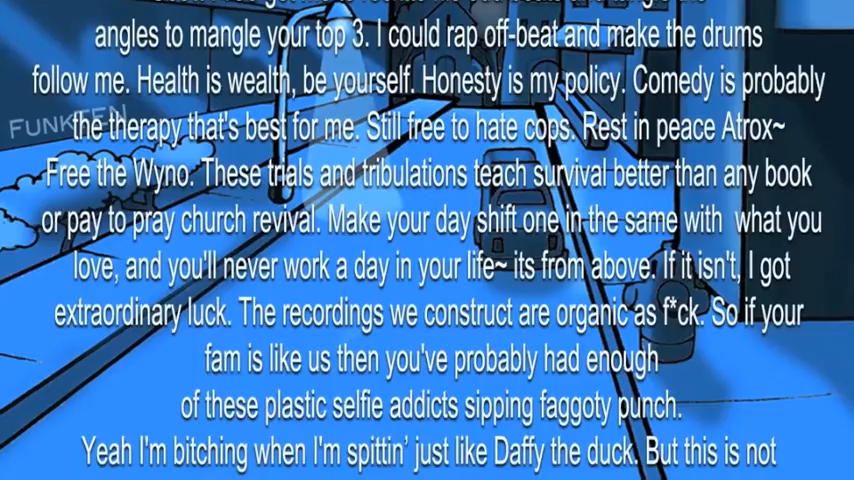 angles to mangle your top 3. I could rap off-beat and make the drums
follow me. Health is wealth, be yourself. Honesty is my policy. Comedy is probably
FUNKTEEN
the therapy that's best for me. Still free to hate cops. Rest in peace Atrox~
Free the Wyno. These trials and tribulations teach survival better than any book
or pay to pray church revival. Make your day shift one in the same with what you
love, and you'll never work a day in your life~ its from above. If it isn't, I got
extraordinary luck. The recordings we construct are organic as f*ck. So if your
fam is like us then you've probably had enough
of these plastic selfie addicts sipping faggoty punch.
Yeah I'm bitching when I'm spittin' just like Daffy the duck. But this is not